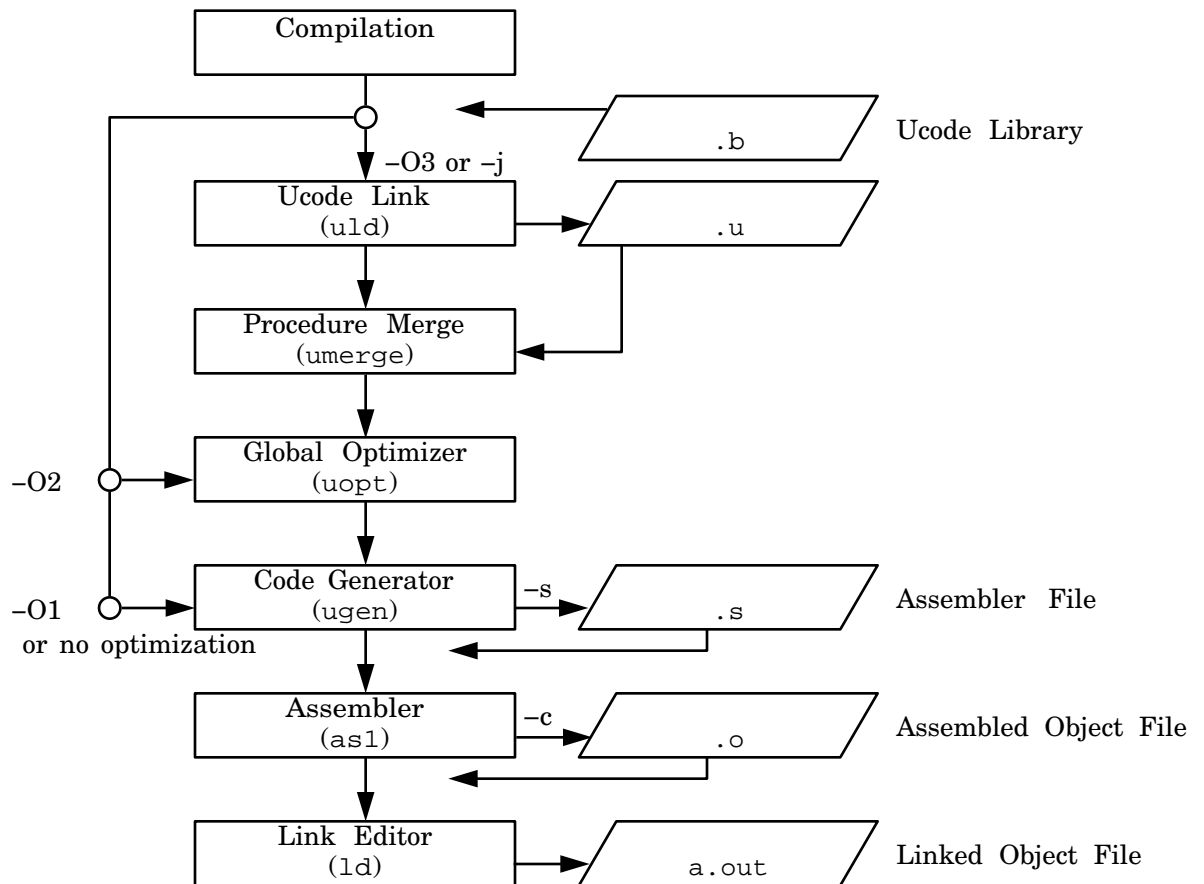 Compilation
.b
Ucode Library
–O3 or –j
Ucode Link
(uld)
.u
Procedure Merge
(umerge)
Global Optimizer
(uopt)
–O2
Code Generator
(ugen)
–s
.s
Assembler File
–O1
or no optimization
Assembler
(as1)
–c
.o
Assembled Object File
Link Editor
(ld)
a.out
Linked Object File